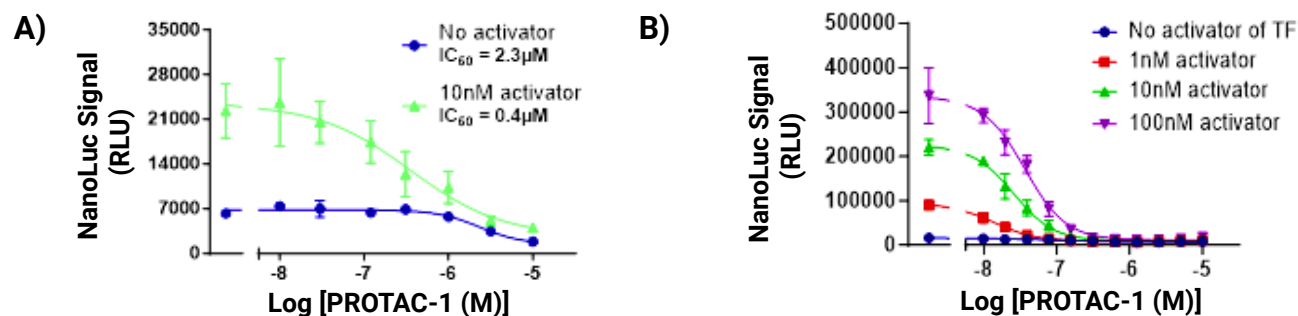 A)
NanoLuc Signal
(RLU)
35000
28000
21000
14000
7000
0
No activator
IC60 = 2.3µM
10nM activator
IC60 = 0.4µM
-8
-7
-6
-5
Log [PROTAC-1 (M)]
B)
NanoLuc Signal
(RLU)
500000
400000
300000
200000
100000
0
No activator of TF
1nM activator
10nM activator
100nM activator
-8
-7
-6
-5
Log [PROTAC-1 (M)]